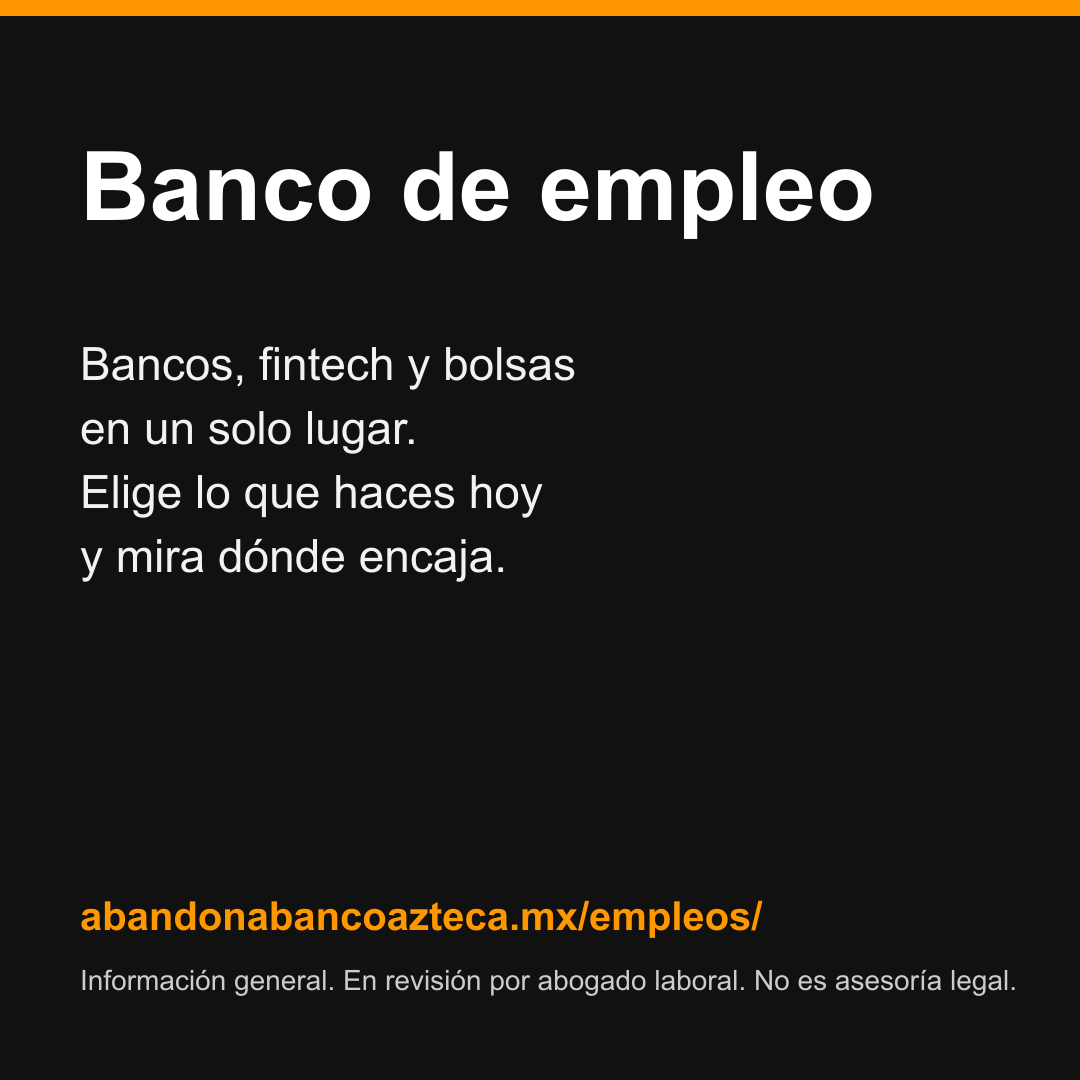 Banco de empleo
Bancos, fintech y bolsas
en un solo lugar.
Elige lo que haces hoy
y mira dónde encaja.
abandonabancoazteca.mx/empleos/
Información general. En revisión por abogado laboral. No es asesoría legal.